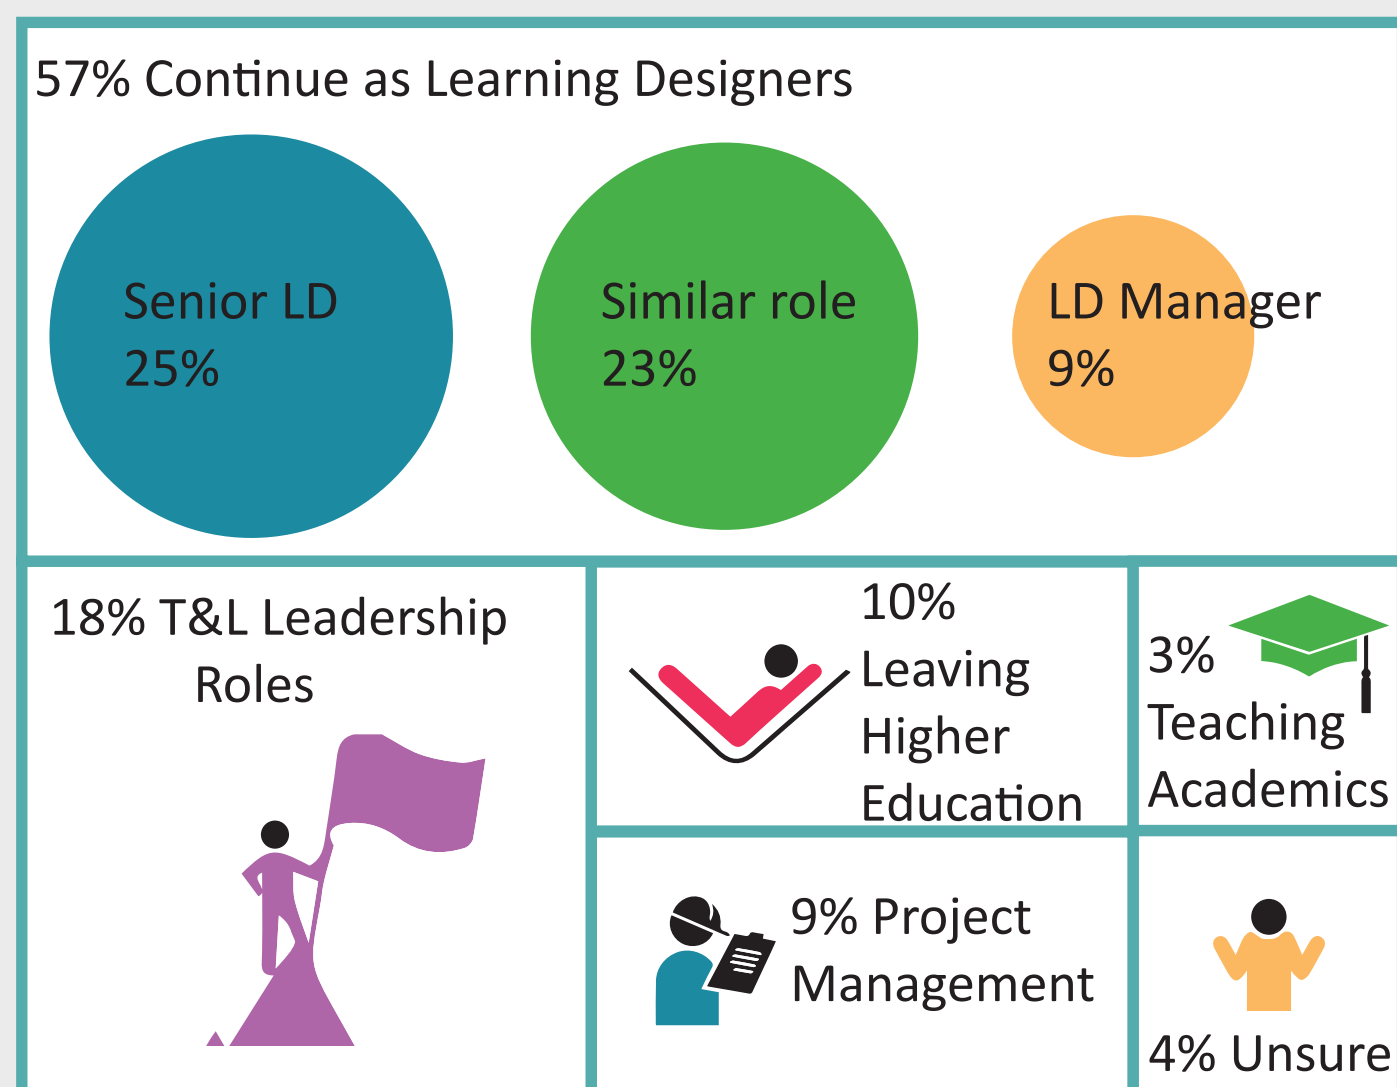 57% Continue as Learning Designers
Senior LD
25%
Similar role
23%
LD Manager
9%
18% T&L Leadership
Roles
10%
Leaving
Higher
Education
3%
Teaching
Academics
9% Project
Management
4% Unsure